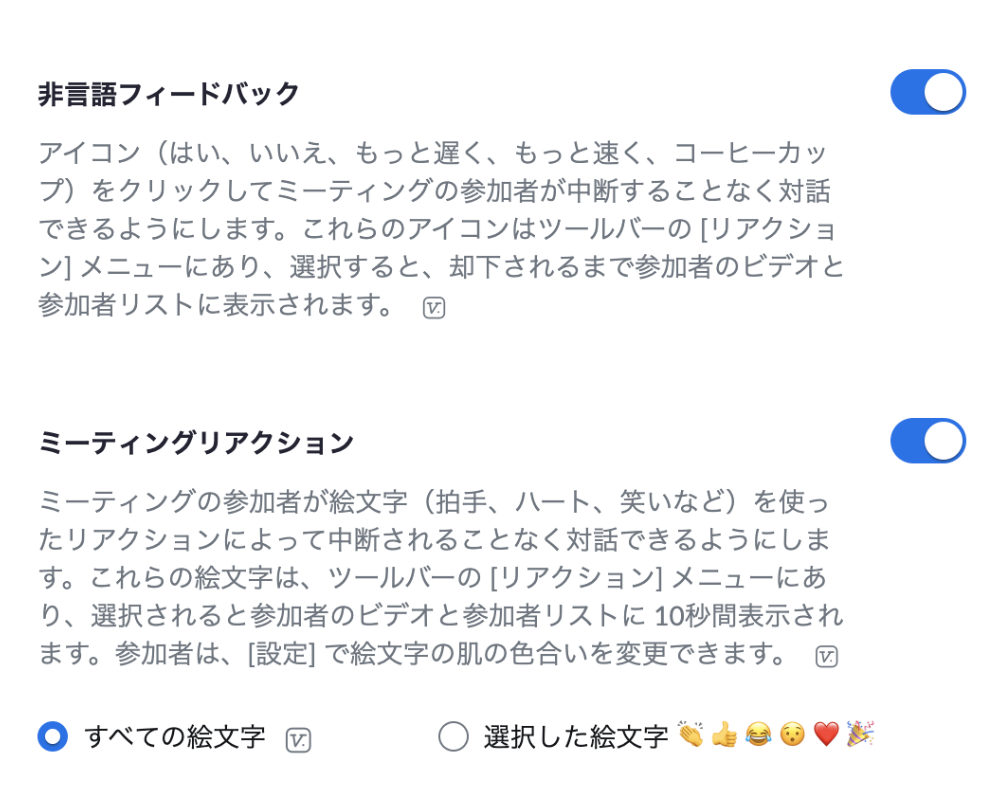 非言語フィードバック
アイコン（はい、いいえ、もっと遅く、もっと速く、コーヒーカッ
プ）をクリックしてミーティングの参加者が中断することなく対話
できるようにします。これらのアイコンはツールバーの [リアクショ
ン] メニューにあり、選択すると、却下されるまで参加者のビデオと
参加者リストに表示されます。 V.
ミーティングリアクション
ミーティングの参加者が絵文字（拍手、ハート、笑いなど）を使っ
たリアクションによって中断されることなく対話できるようにしま
す。これらの絵文字は、ツールバーの [リアクション] メニューにあ
り、選択されると参加者のビデオと参加者リストに 10秒間表示され
ます。参加者は、[設定] で絵文字の肌の色合いを変更できます。 V.
すべての絵文字 V. 選択した絵文字 👏👍😂😯❤️🎉